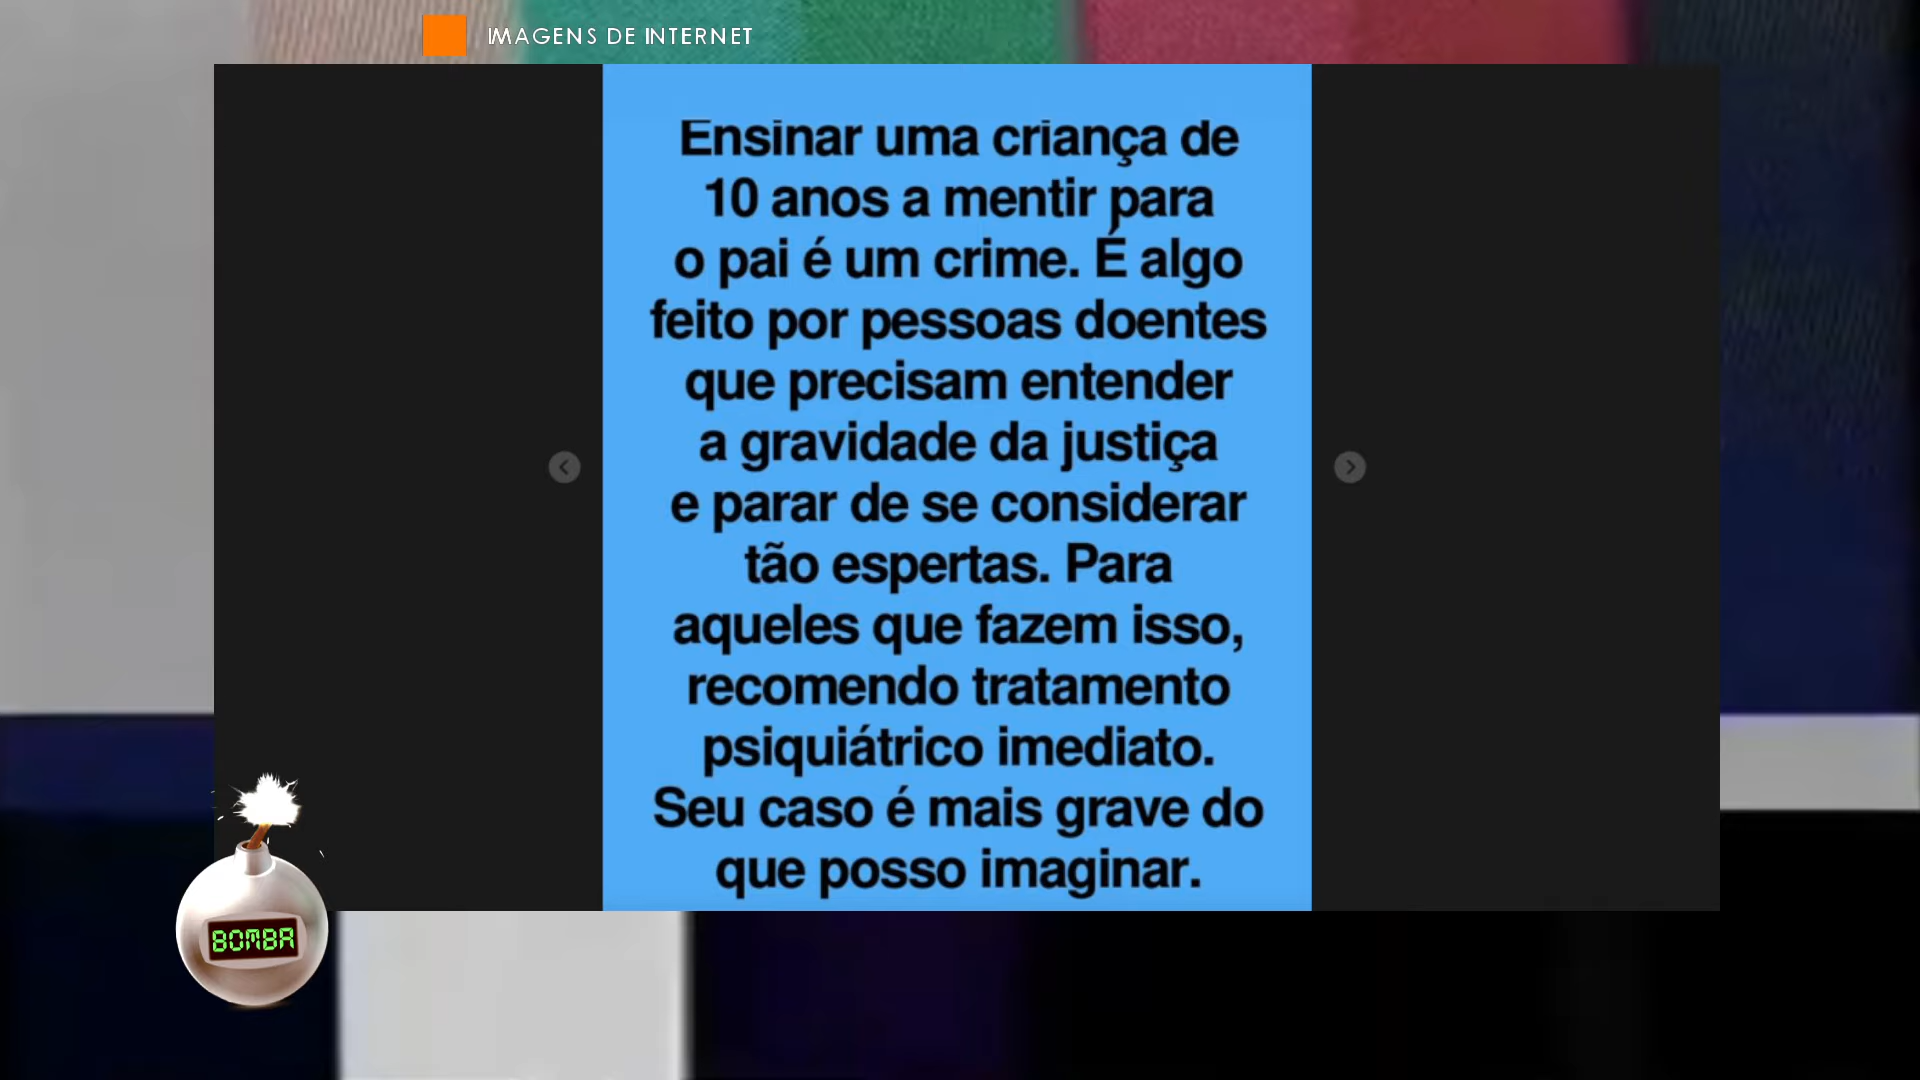 IMAGENS DE INTERNET
Ensinar uma criança de
10 anos a mentir para
o pai é um crime. É algo
feito por pessoas doentes
que precisam entender
a gravidade da justiça
e parar de se considerar
tão espertas. Para
aqueles que fazem isso,
recomendo tratamento
psiquiátrico imediato.
Seu caso é mais grave do
que posso imaginar.
BOMBA